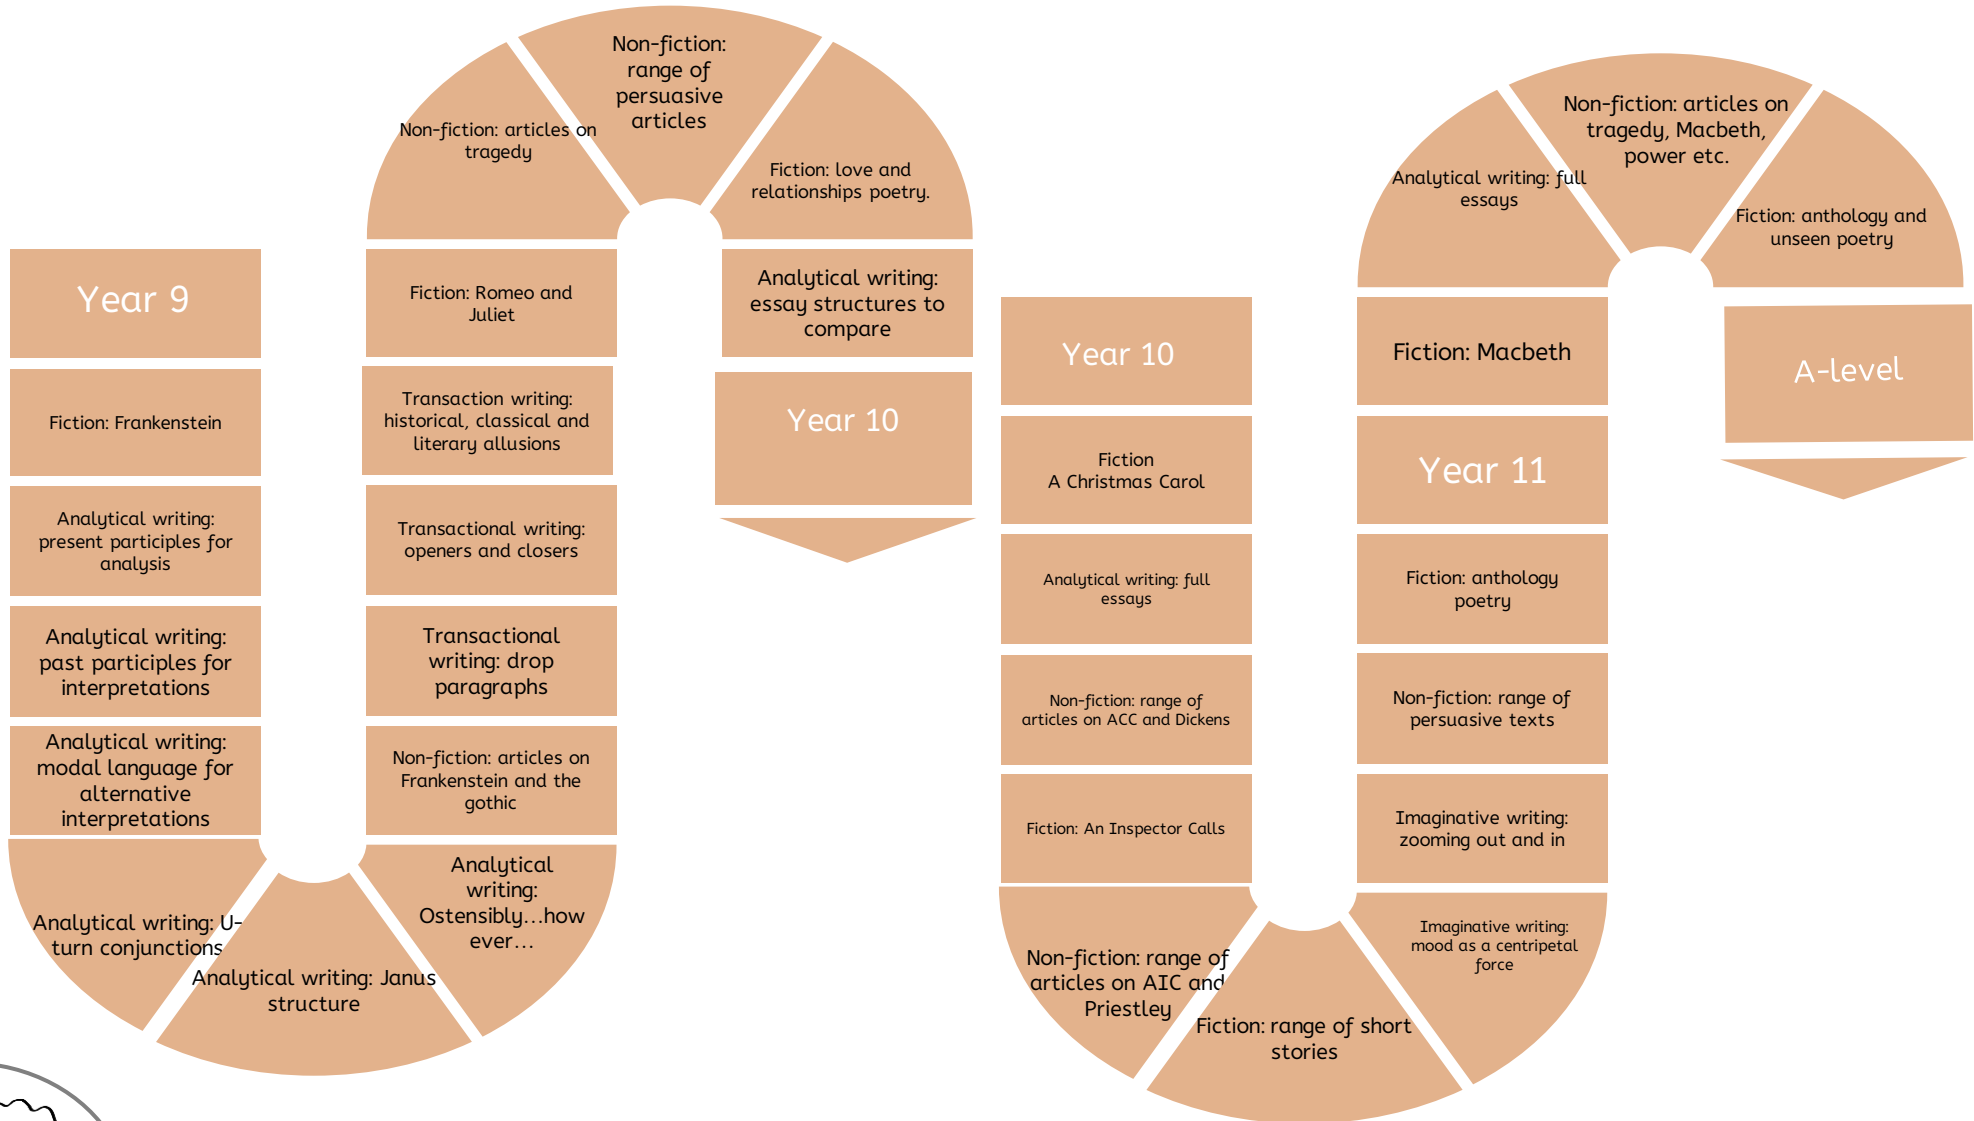 Year 9
Fiction: Frankenstein
Analytical writing:
present participles for
analysis
Analytical writing:
past participles for
interpretations
Analytical writing:
modal language for
alternative
interpretations
Analytical writing: U-
turn conjunctions
Analytical writing: Janus
structure
Analytical
writing:
Ostensibly...how
ever...
Non-fiction: articles on
Frankenstein and the
gothic
Transactional
writing: drop
paragraphs
Transactional writing:
openers and closers
Transaction writing:
historical, classical and
literary allusions
Fiction: Romeo and
Juliet
Non-fiction: articles on
tragedy
Non-fiction:
range of
persuasive
articles
Fiction: love and
relationships poetry.
Analytical writing:
essay structures to
compare
Year 10
Year 10
Fiction
A Christmas Carol
Analytical writing: full
essays
Non-fiction: range of
articles on ACC and Dickens
Fiction: An Inspector Calls
Non-fiction: range of
articles on AIC and
Priestley
Fiction: range of short
stories
Imaginative writing:
mood as a centripetal
force
Imaginative writing:
zooming out and in
Non-fiction: range of
persuasive texts
Fiction: anthology
poetry
Year 11
Fiction: Macbeth
Analytical writing: full
essays
Non-fiction: articles on
tragedy, Macbeth,
power etc.
Fiction: anthology and
unseen poetry
A-level